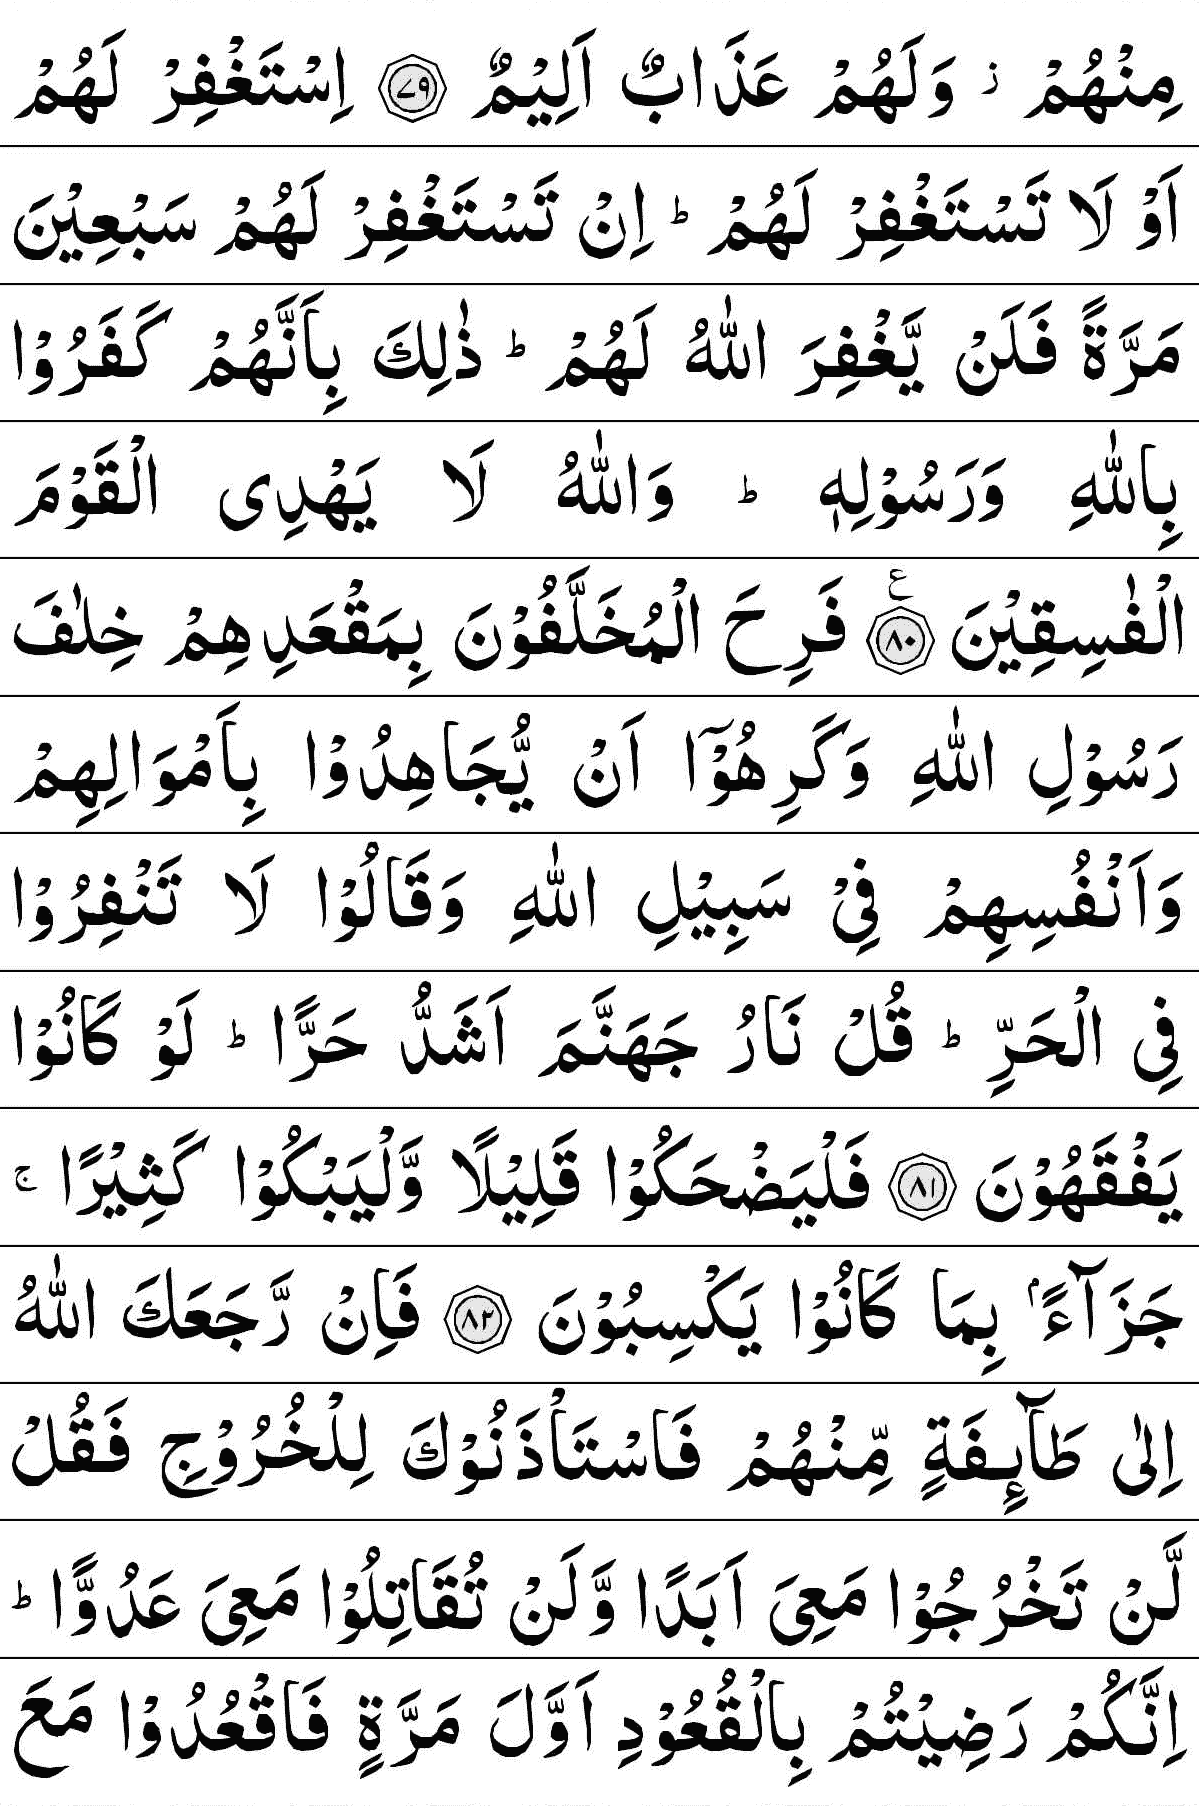 مِنْهُمْ ز وَلَهُمْ عَذَابٌ اَلِيْمٌ ﴿۷۹﴾ اِسْتَغْفِرْ لَهُمْ
اَوْ لَا تَسْتَغْفِرْ لَهُمْ ؕ اِنْ تَسْتَغْفِرْ لَهُمْ سَبْعِيْنَ
مَرَّةً فَلَنْ يَّغْفِرَ اللّٰهُ لَهُمْ ؕ ذٰلِكَ بِاَنَّهُمْ كَفَرُوْا
بِاللّٰهِ وَرَسُوْلِهٖ ؕ وَاللّٰهُ لَا يَهْدِى الْقَوْمَ
الْفٰسِقِيْنَ ﴿۸۰﴾ ع فَرِحَ الْمُخَلَّفُوْنَ بِمَقْعَدِهِمْ خِلٰفَ
رَسُوْلِ اللّٰهِ وَكَرِهُوْۤا اَنْ يُّجَاهِدُوْا بِاَمْوَالِهِمْ
وَاَنْفُسِهِمْ فِىْ سَبِيْلِ اللّٰهِ وَقَالُوْا لَا تَنْفِرُوْا
فِى الْحَرِّ ؕ قُلْ نَارُ جَهَنَّمَ اَشَدُّ حَرًّا ؕ لَوْ كَانُوْا
يَفْقَهُوْنَ ﴿۸۱﴾ فَلْيَضْحَكُوْا قَلِيْلًا وَّلْيَبْكُوْا كَثِيْرًا ۚ
جَزَآءًۢ بِمَا كَانُوْا يَكْسِبُوْنَ ﴿۸۲﴾ فَاِنْ رَّجَعَكَ اللّٰهُ
اِلٰى طَآئِفَةٍ مِّنْهُمْ فَاسْتَاْذَنُوْكَ لِلْخُرُوْجِ فَقُلْ
لَّنْ تَخْرُجُوْا مَعِىَ اَبَدًا وَّلَنْ تُقَاتِلُوْا مَعِىَ عَدُوًّا ؕ
اِنَّكُمْ رَضِيْتُمْ بِالْقُعُوْدِ اَوَّلَ مَرَّةٍ فَاقْعُدُوْا مَعَ